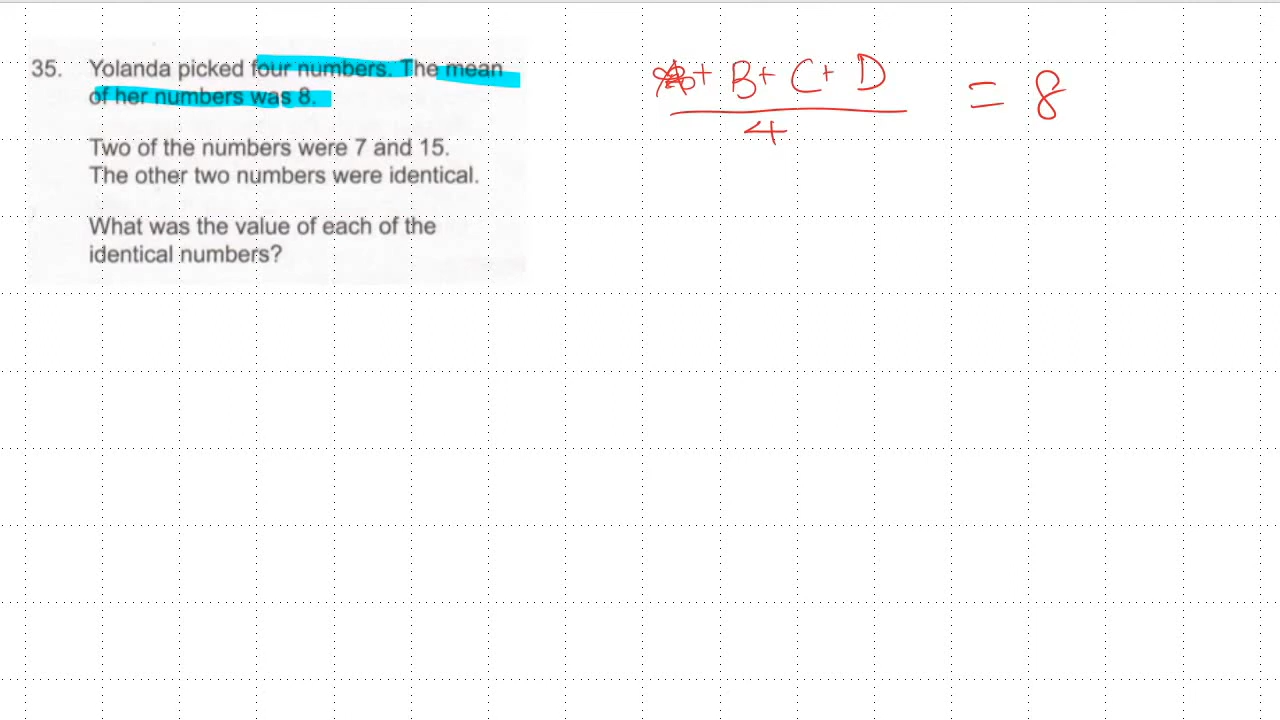 35. Yolanda picked four numbers. The mean
of her numbers was 8.
Two of the numbers were 7 and 15.
The other two numbers were identical.
What was the value of each of the
identical numbers?
+ B + C + D
4
= 8